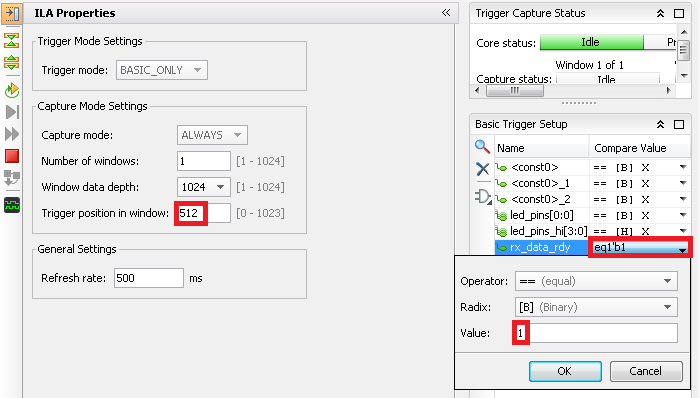 ILA Properties
Trigger Mode Settings
Trigger mode: BASIC_ONLY
Capture Mode Settings
Capture mode: ALWAYS
Number of windows: 1 [1 - 1024]
Window data depth: 1024 [1 - 1024]
Trigger position in window: 512 [0 - 1023]
General Settings
Refresh rate: 500 ms
Trigger Capture Status
Core status: Idle
Window 1 of 1
Capture status: Idle
Basic Trigger Setup
Name Compare Value
<const0> == [B] X
<const0>_1 == [B] X
<const0>_2 == [B] X
led_pins[0:0] == [B] X
led_pins_hi[3:0] == [H] X
rx_data_rdy eq1'b1
Operator: == (equal)
Radix: [B] (Binary)
Value: 1
OK Cancel